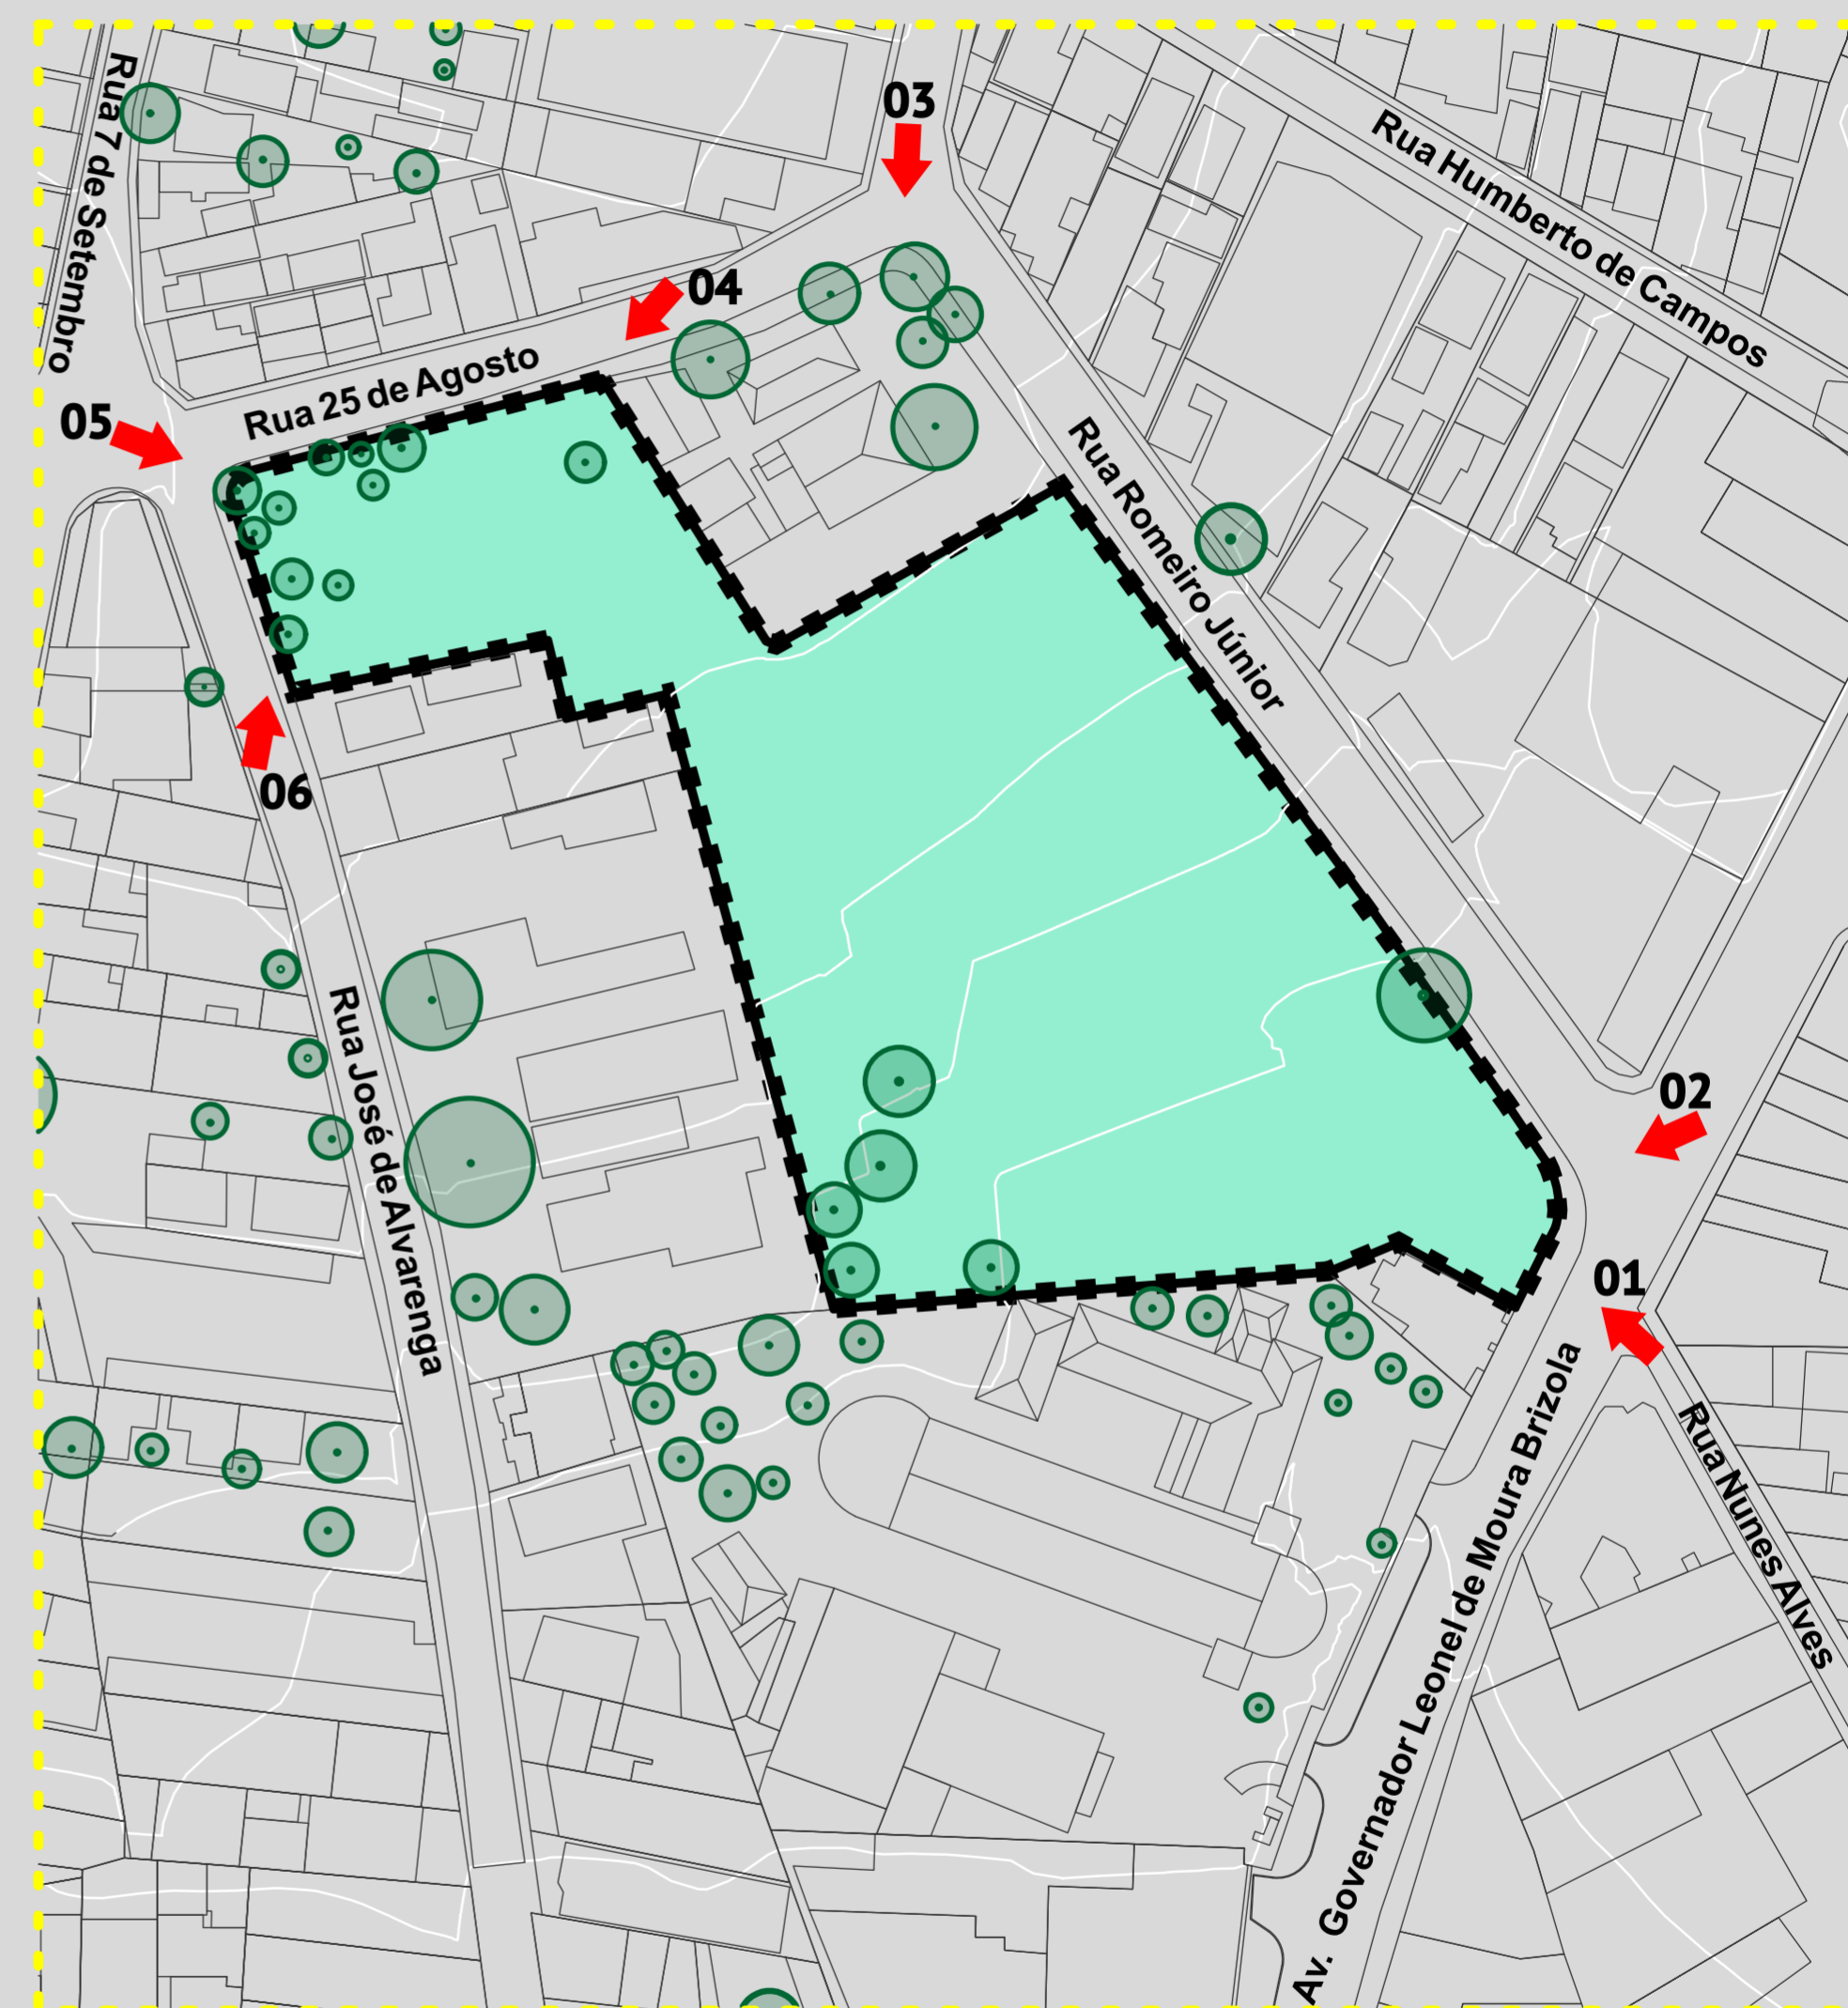 Rua 7 de Setembro
03
Rua Humberto de Campos
04
Rua 25 de Agosto
05
Rua Romeiro Júnior
06
Rua José de Alvarenga
02
01
Av. Governador Leonel de Moura Brizola
Rua Nunes Alves